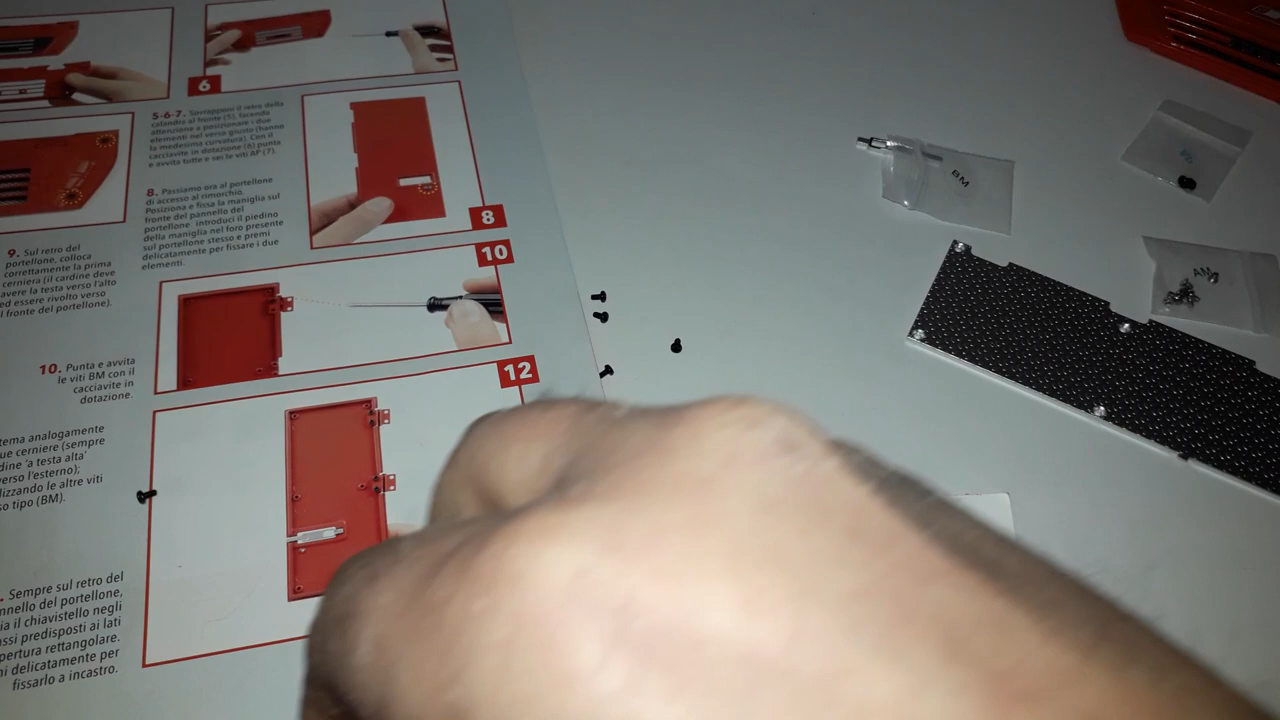 6
5-6-7. Sovrapponi il retro della
calandra al fronte (5), facendo
attenzione a posizionare i due
elementi nel verso giusto (hanno
la medesima curvatura). Con il
cacciavite in dotazione (6) punta
e avvita tutte e sei le viti AP (7).
8. Passiamo ora al portellone
di accesso al rimorchio.
Posiziona e fissa la maniglia sul
fronte del pannello del
portellone: introduci il piedino
della maniglia nel foro presente
sul portellone stesso e premi
delicatamente per fissare i due
elementi.
8
9. Sul retro del
portellone, colloca
correttamente la prima
cerniera (il cardine deve
avere la testa verso l'alto
ed essere rivolto verso
l fronte del portellone).
10
10. Punta e avvita
le viti BM con il
cacciavite in
dotazione.
12
tema analogamente
ue cerniere (sempre
dine 'a testa alta'
verso l'esterno);
lizzando le altre viti
so tipo (BM).
. Sempre sul retro del
nnello del portellone,
ia il chiavistello negli
assi predisposti ai lati
pertura rettangolare.
ni delicatamente per
fissarlo a incastro.
BM
AM